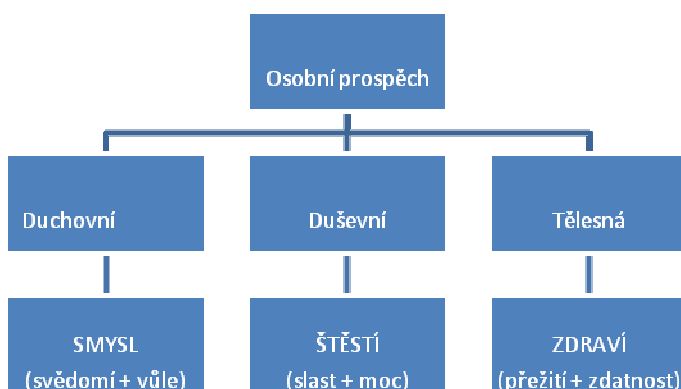 Osobní prospěch
Duchovní
Duševní
Tělesná
SMYSL
(svědomí + vůle)
ŠTĚSTÍ
(slast + moc)
ZDRAVÍ
(přežití + zdatnost)